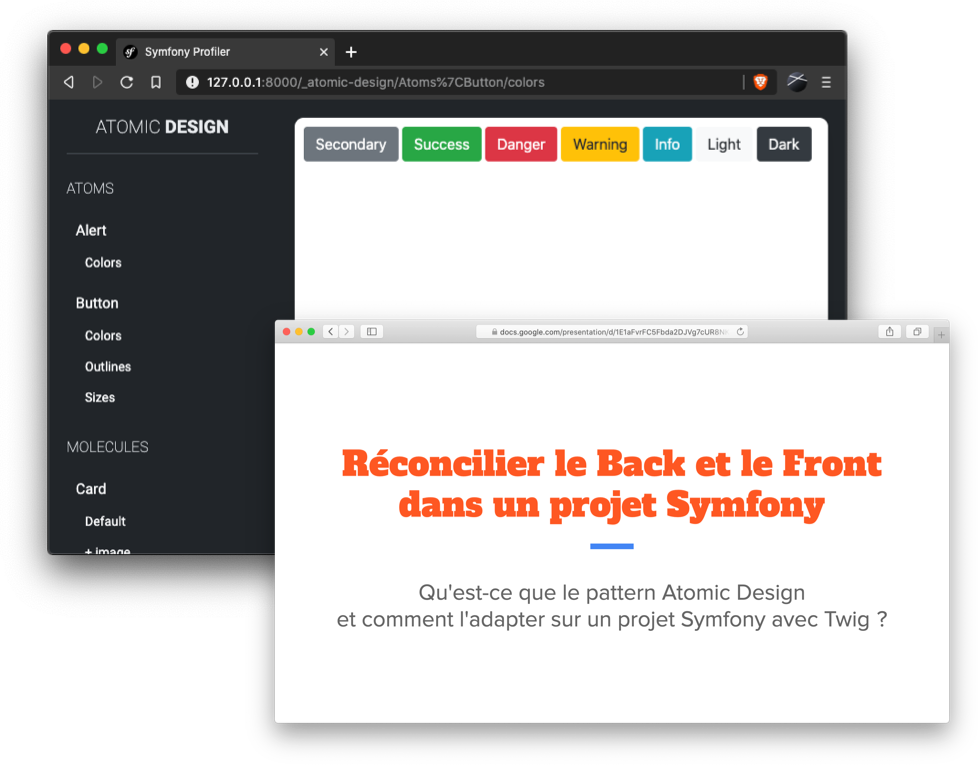 Symfony Profiler
127.0.0.1:8000/_atomic-design/Atoms%7CButton/colors
ATOMIC DESIGN
Secondary Success Danger Warning Info Light Dark
ATOMS
Alert
Colors
Button
Colors
Outlines
Sizes
MOLECULES
Card
Default
+ image
docs.google.com/presentation/d/1E1aFvrFC5Fbda2DJVg7cUR8N
Réconcilier le Back et le Front
dans un projet Symfony
Qu'est-ce que le pattern Atomic Design
et comment l'adapter sur un projet Symfony avec Twig ?